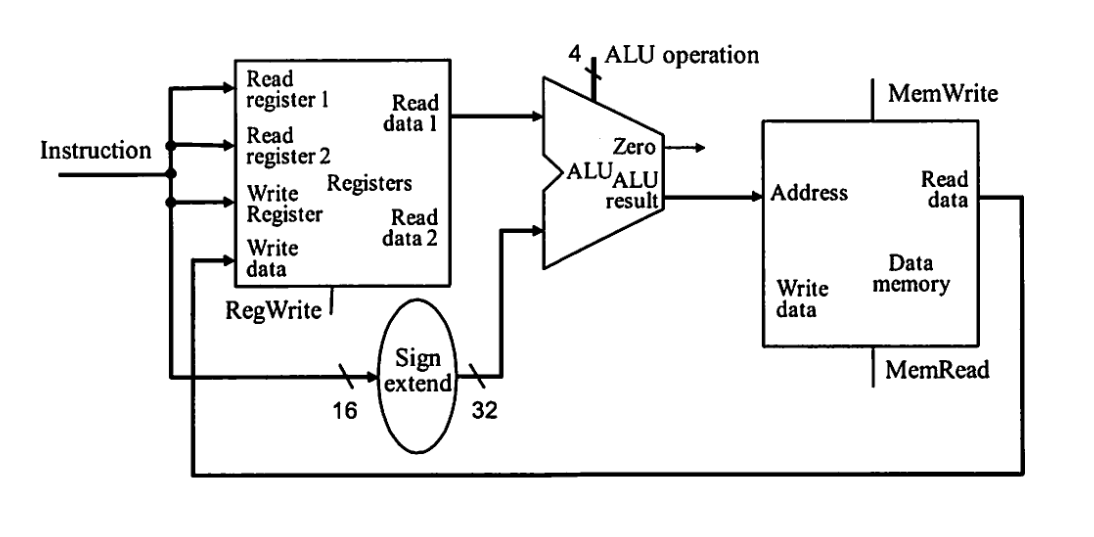 4 ALU operation
Read
register 1
Read
data 1
MemWrite
Instruction
Read
register 2
Zero
Registers
ALU
ALU
result
Write
Register
Address
Read
data
Read
data 2
Write
data
Data
memory
Write
data
RegWrite
Sign
extend
MemRead
16
32